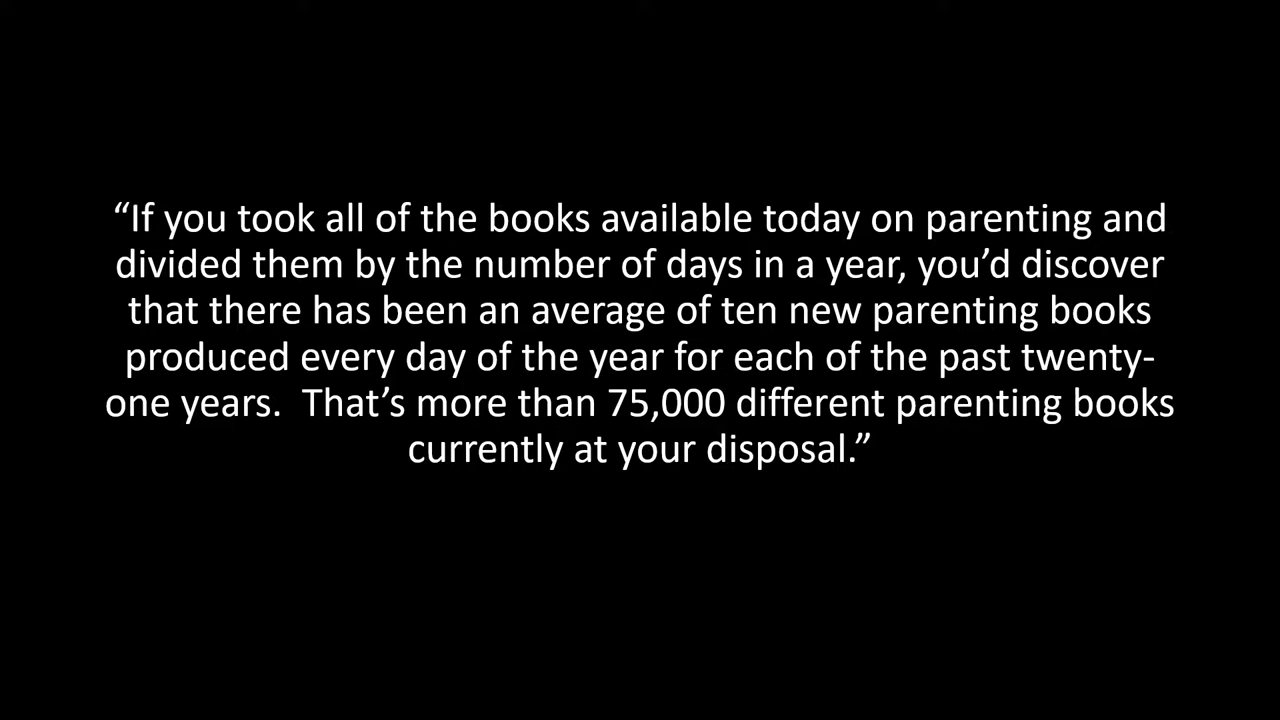 “If you took all of the books available today on parenting and
divided them by the number of days in a year, you’d discover
that there has been an average of ten new parenting books
produced every day of the year for each of the past twenty-
one years.  That’s more than 75,000 different parenting books
currently at your disposal.”